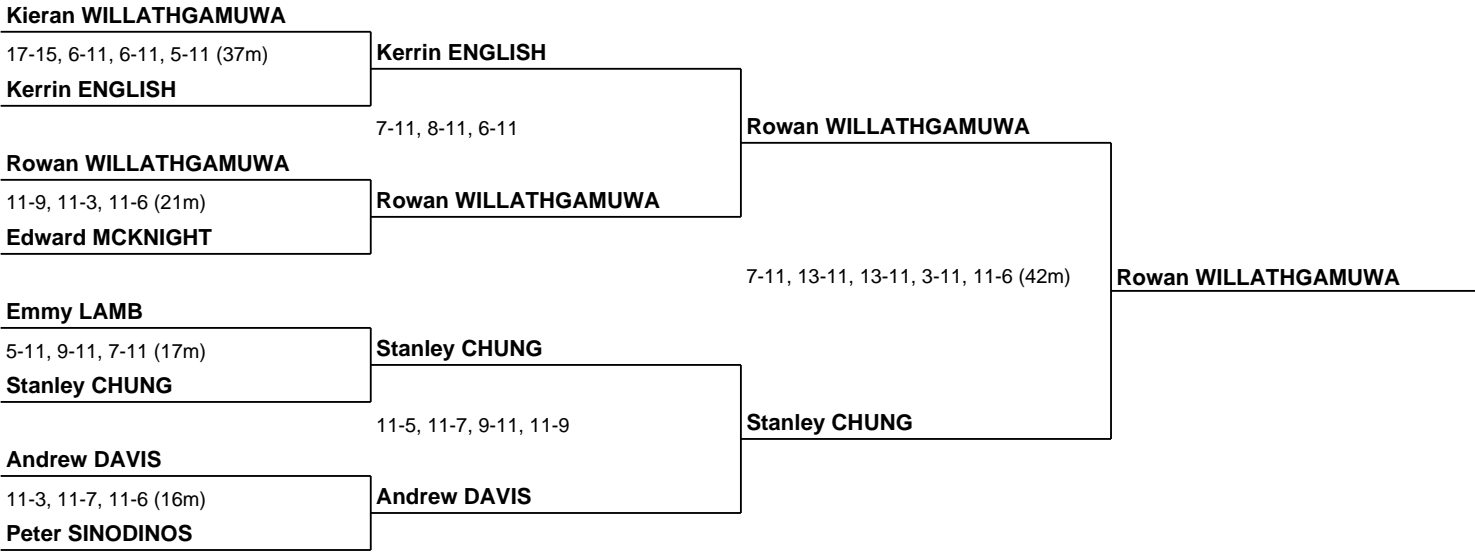 Kieran WILLATHGAMUWA
17-15, 6-11, 6-11, 5-11 (37m)
Kerrin ENGLISH
Kerrin ENGLISH
7-11, 8-11, 6-11
Rowan WILLATHGAMUWA
Rowan WILLATHGAMUWA
11-9, 11-3, 11-6 (21m)
Rowan WILLATHGAMUWA
Edward MCKNIGHT
7-11, 13-11, 13-11, 3-11, 11-6 (42m)
Rowan WILLATHGAMUWA
Emmy LAMB
5-11, 9-11, 7-11 (17m)
Stanley CHUNG
Stanley CHUNG
11-5, 11-7, 9-11, 11-9
Stanley CHUNG
Andrew DAVIS
11-3, 11-7, 11-6 (16m)
Andrew DAVIS
Peter SINODINOS